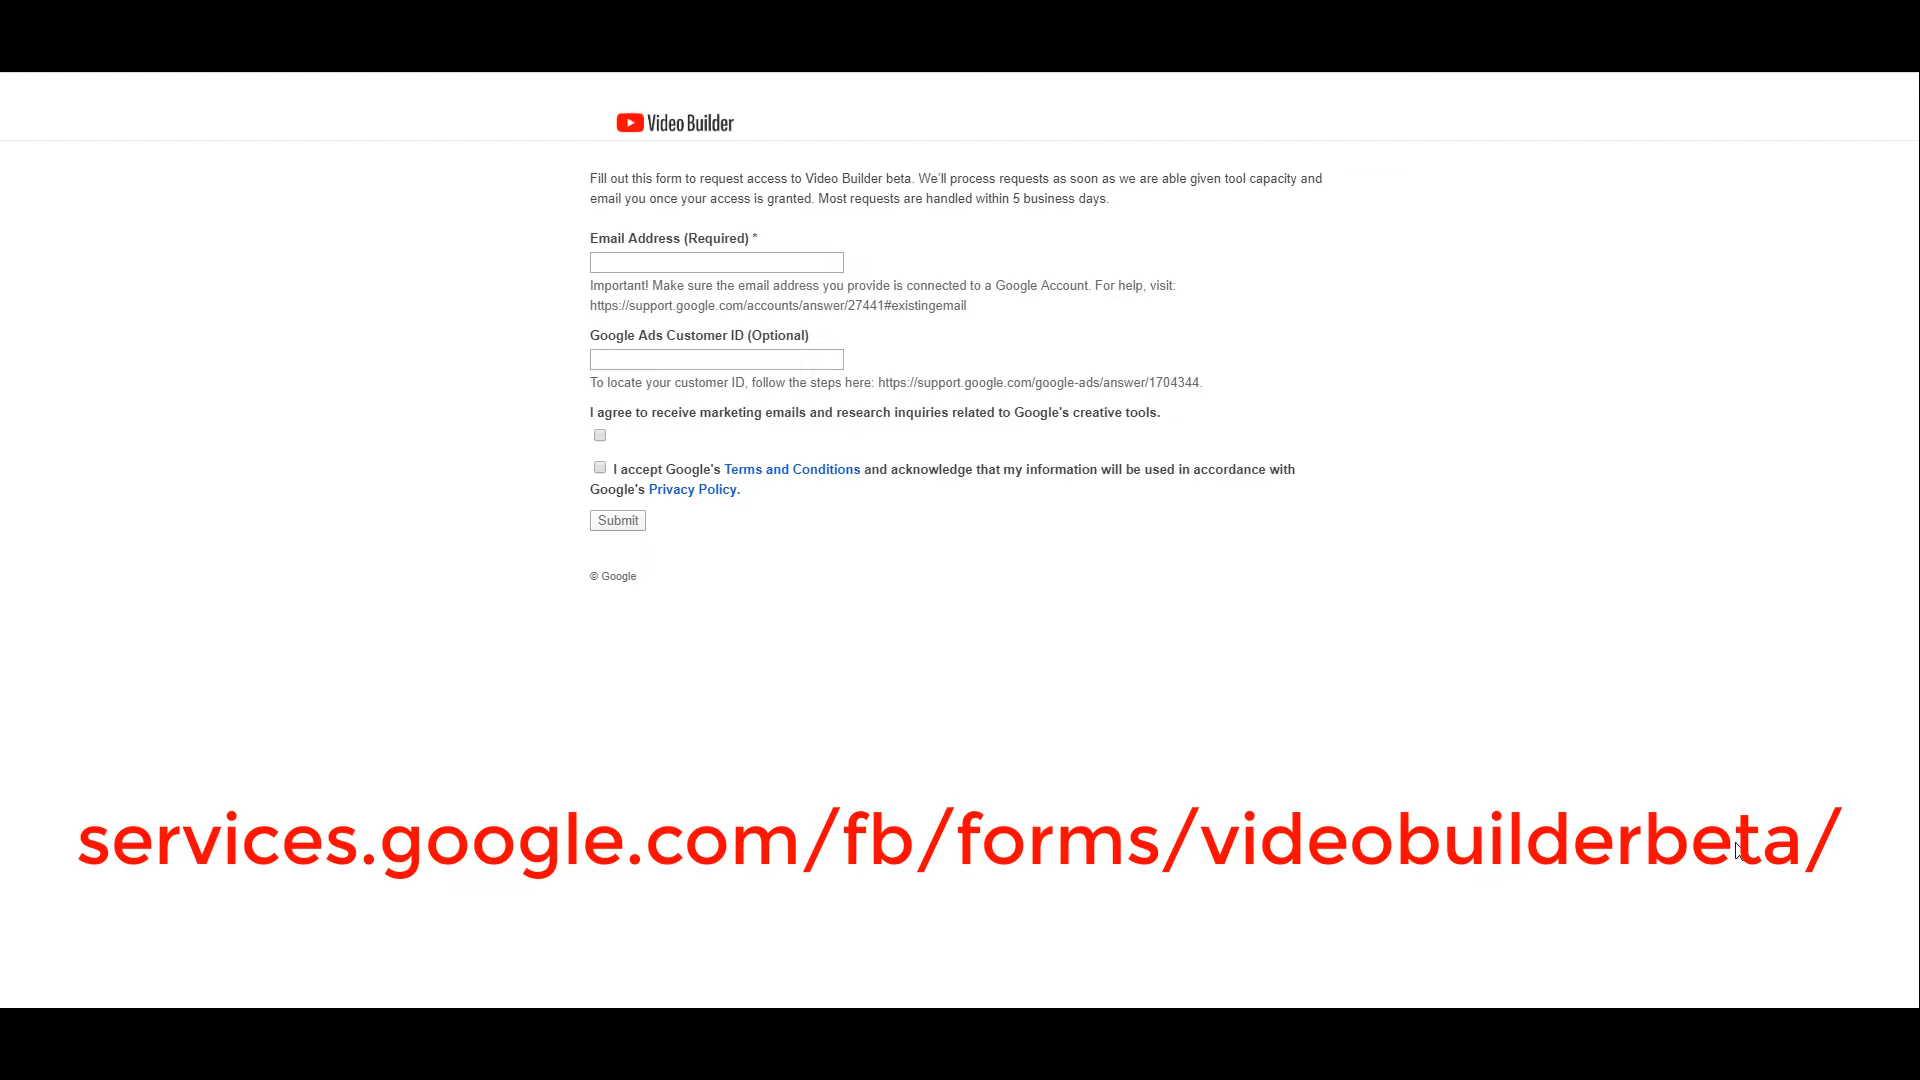 Video Builder
Fill out this form to request access to Video Builder beta. We'll process requests as soon as we are able given tool capacity and
email you once your access is granted. Most requests are handled within 5 business days.
Email Address (Required) *
Important! Make sure the email address you provide is connected to a Google Account. For help, visit:
https://support.google.com/accounts/answer/27441#existingemail
Google Ads Customer ID (Optional)
To locate your customer ID, follow the steps here: https://support.google.com/google-ads/answer/1704344.
I agree to receive marketing emails and research inquiries related to Google's creative tools.
I accept Google's Terms and Conditions and acknowledge that my information will be used in accordance with
Google's Privacy Policy.
Submit
© Google
services.google.com/fb/forms/videobuilderbeta/